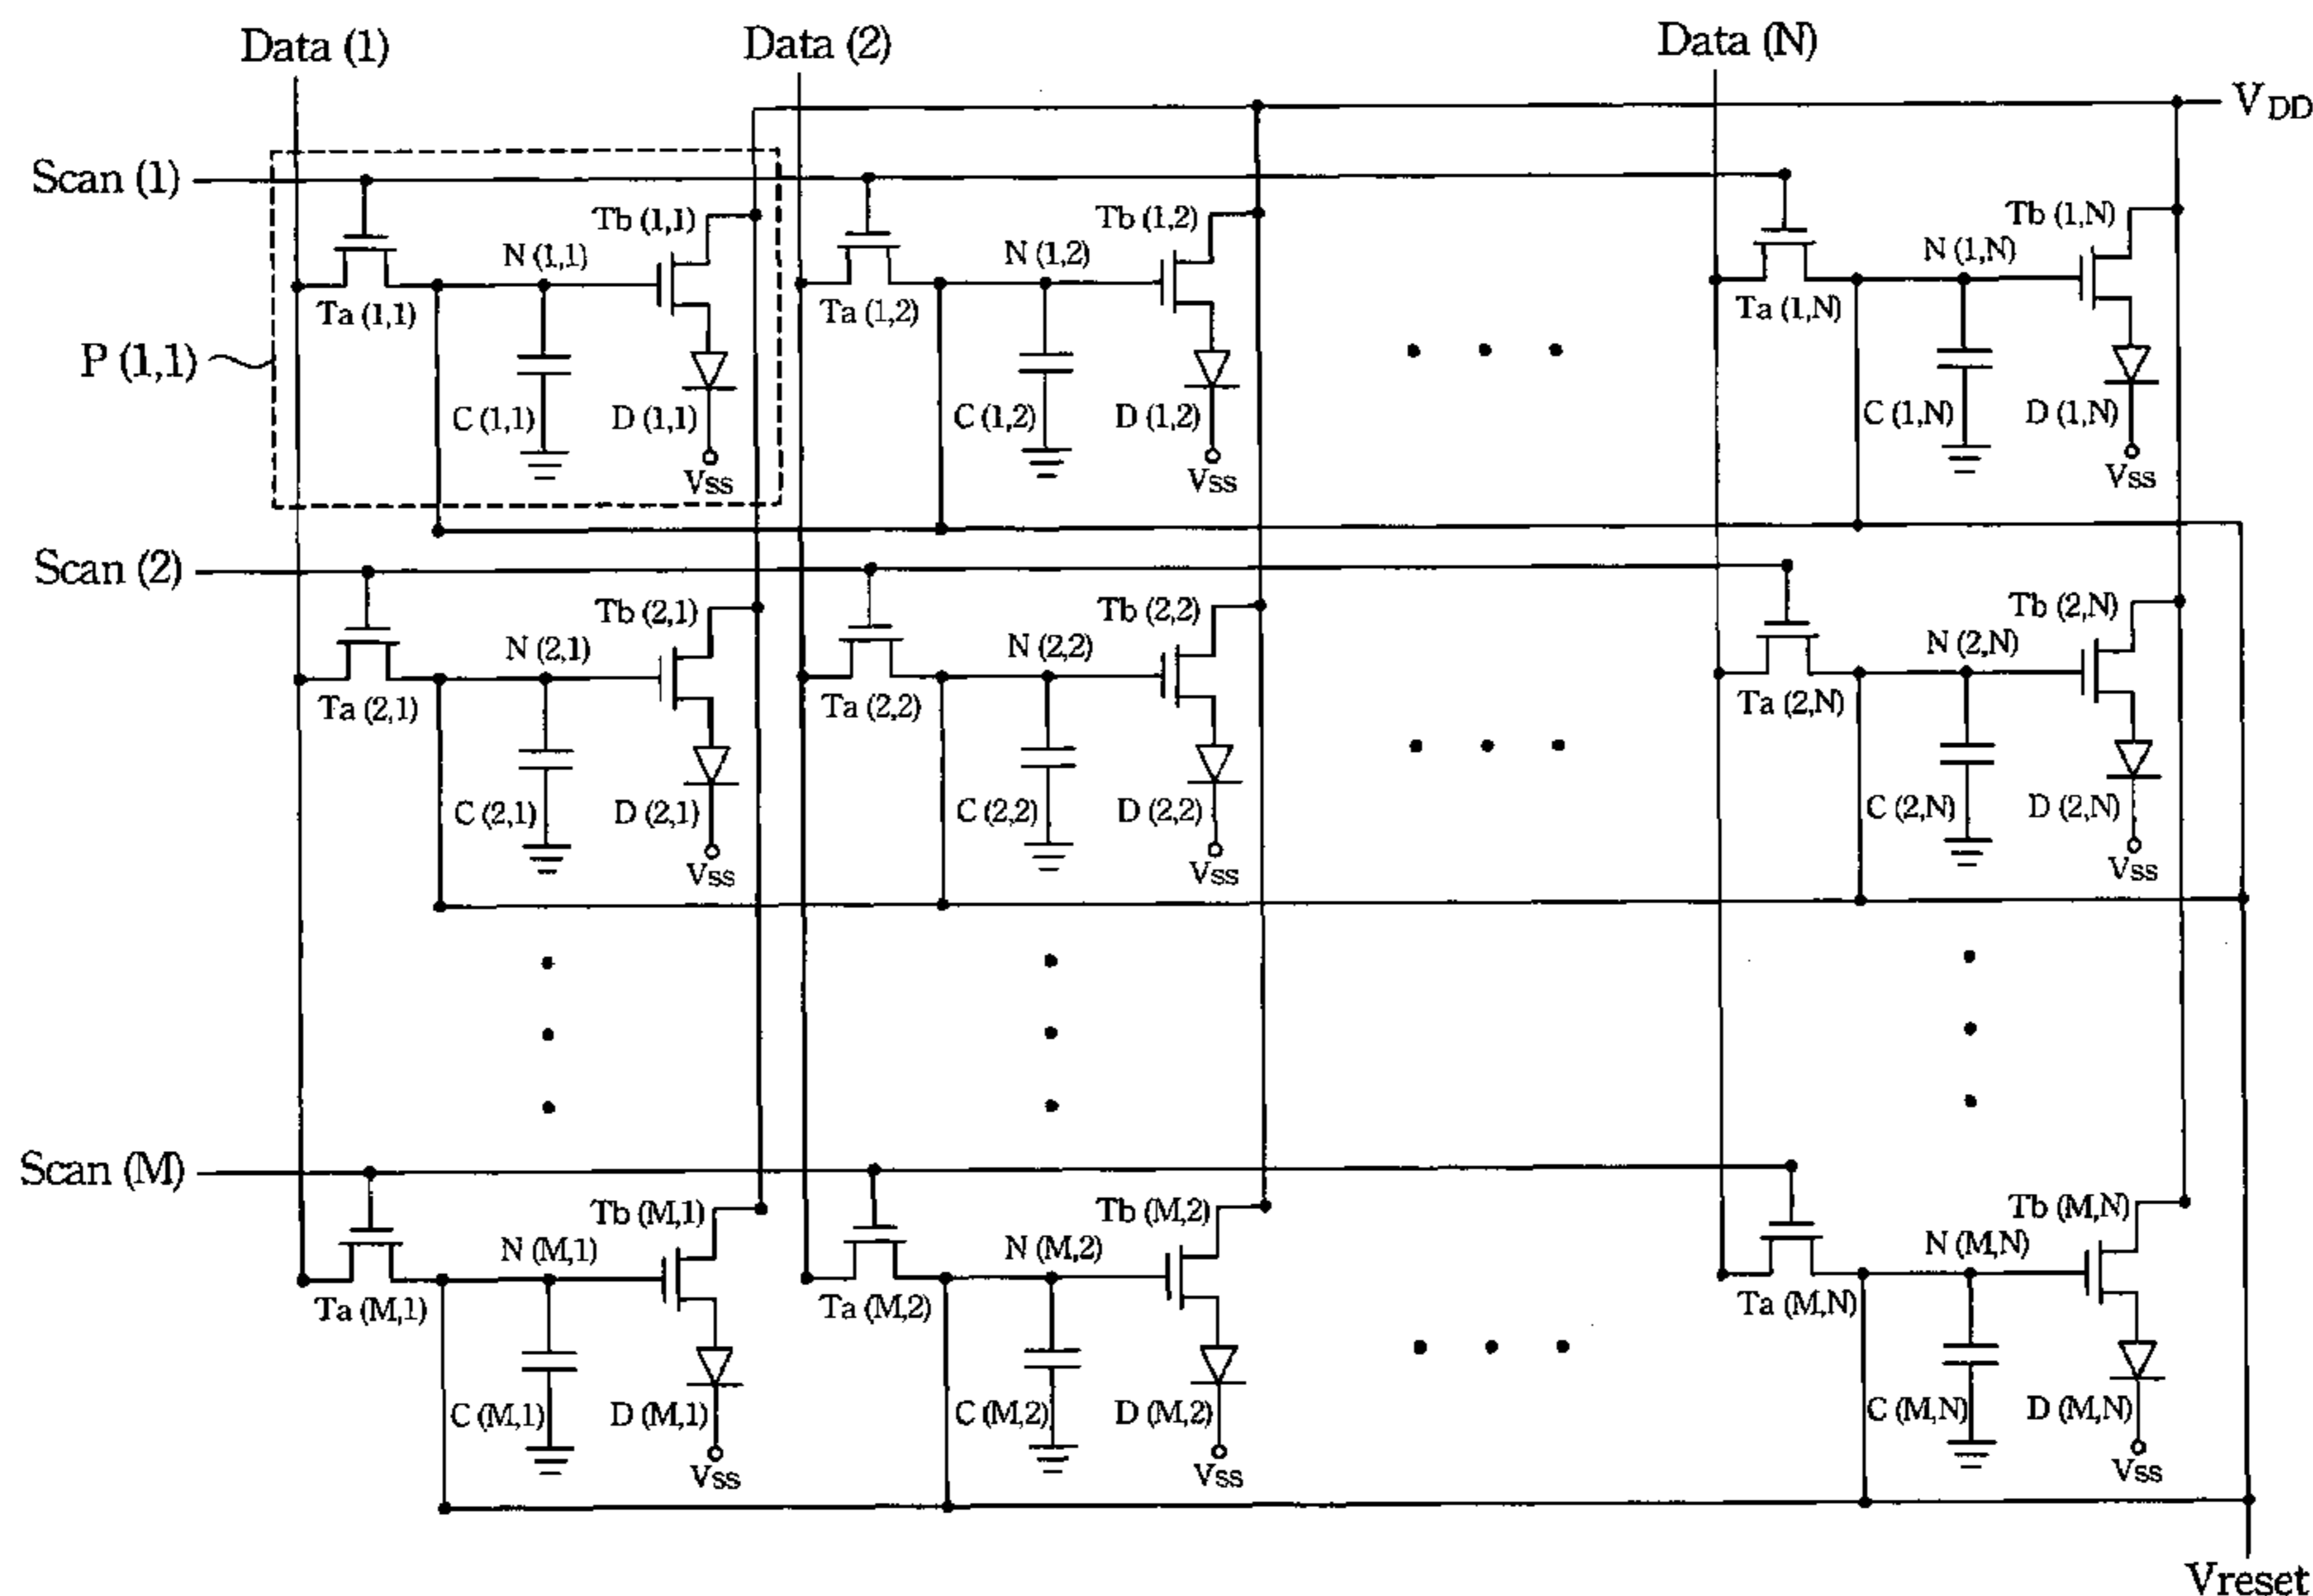 Data (1)
Data (2)
Data (N)
VDD
Scan (1)
Tb (1,1)
Tb (1,2)
Tb (1,N)
N (1,1)
N (1,2)
N (1,N)
Ta (1,1)
Ta (1,2)
Ta (1,N)
P (1,1)
C (1,1)
D (1,1)
C (1,2)
D (1,2)
C (1,N)
D (1,N)
Vss
Vss
Vss
Scan (2)
Tb (2,1)
Tb (2,2)
Tb (2,N)
N (2,1)
N (2,2)
N (2,N)
Ta (2,1)
Ta (2,2)
Ta (2,N)
C (2,1)
D (2,1)
C (2,2)
D (2,2)
C (2,N)
D (2,N)
Vss
Vss
Vss
Scan (M)
Tb (M,1)
Tb (M,2)
Tb (M,N)
N (M,1)
N (M,2)
N (M,N)
Ta (M,1)
Ta (M,2)
Ta (M,N)
C (M,1)
D (M,1)
C (M,2)
D (M,2)
C (M,N)
D (M,N)
Vss
Vss
Vss
Vreset